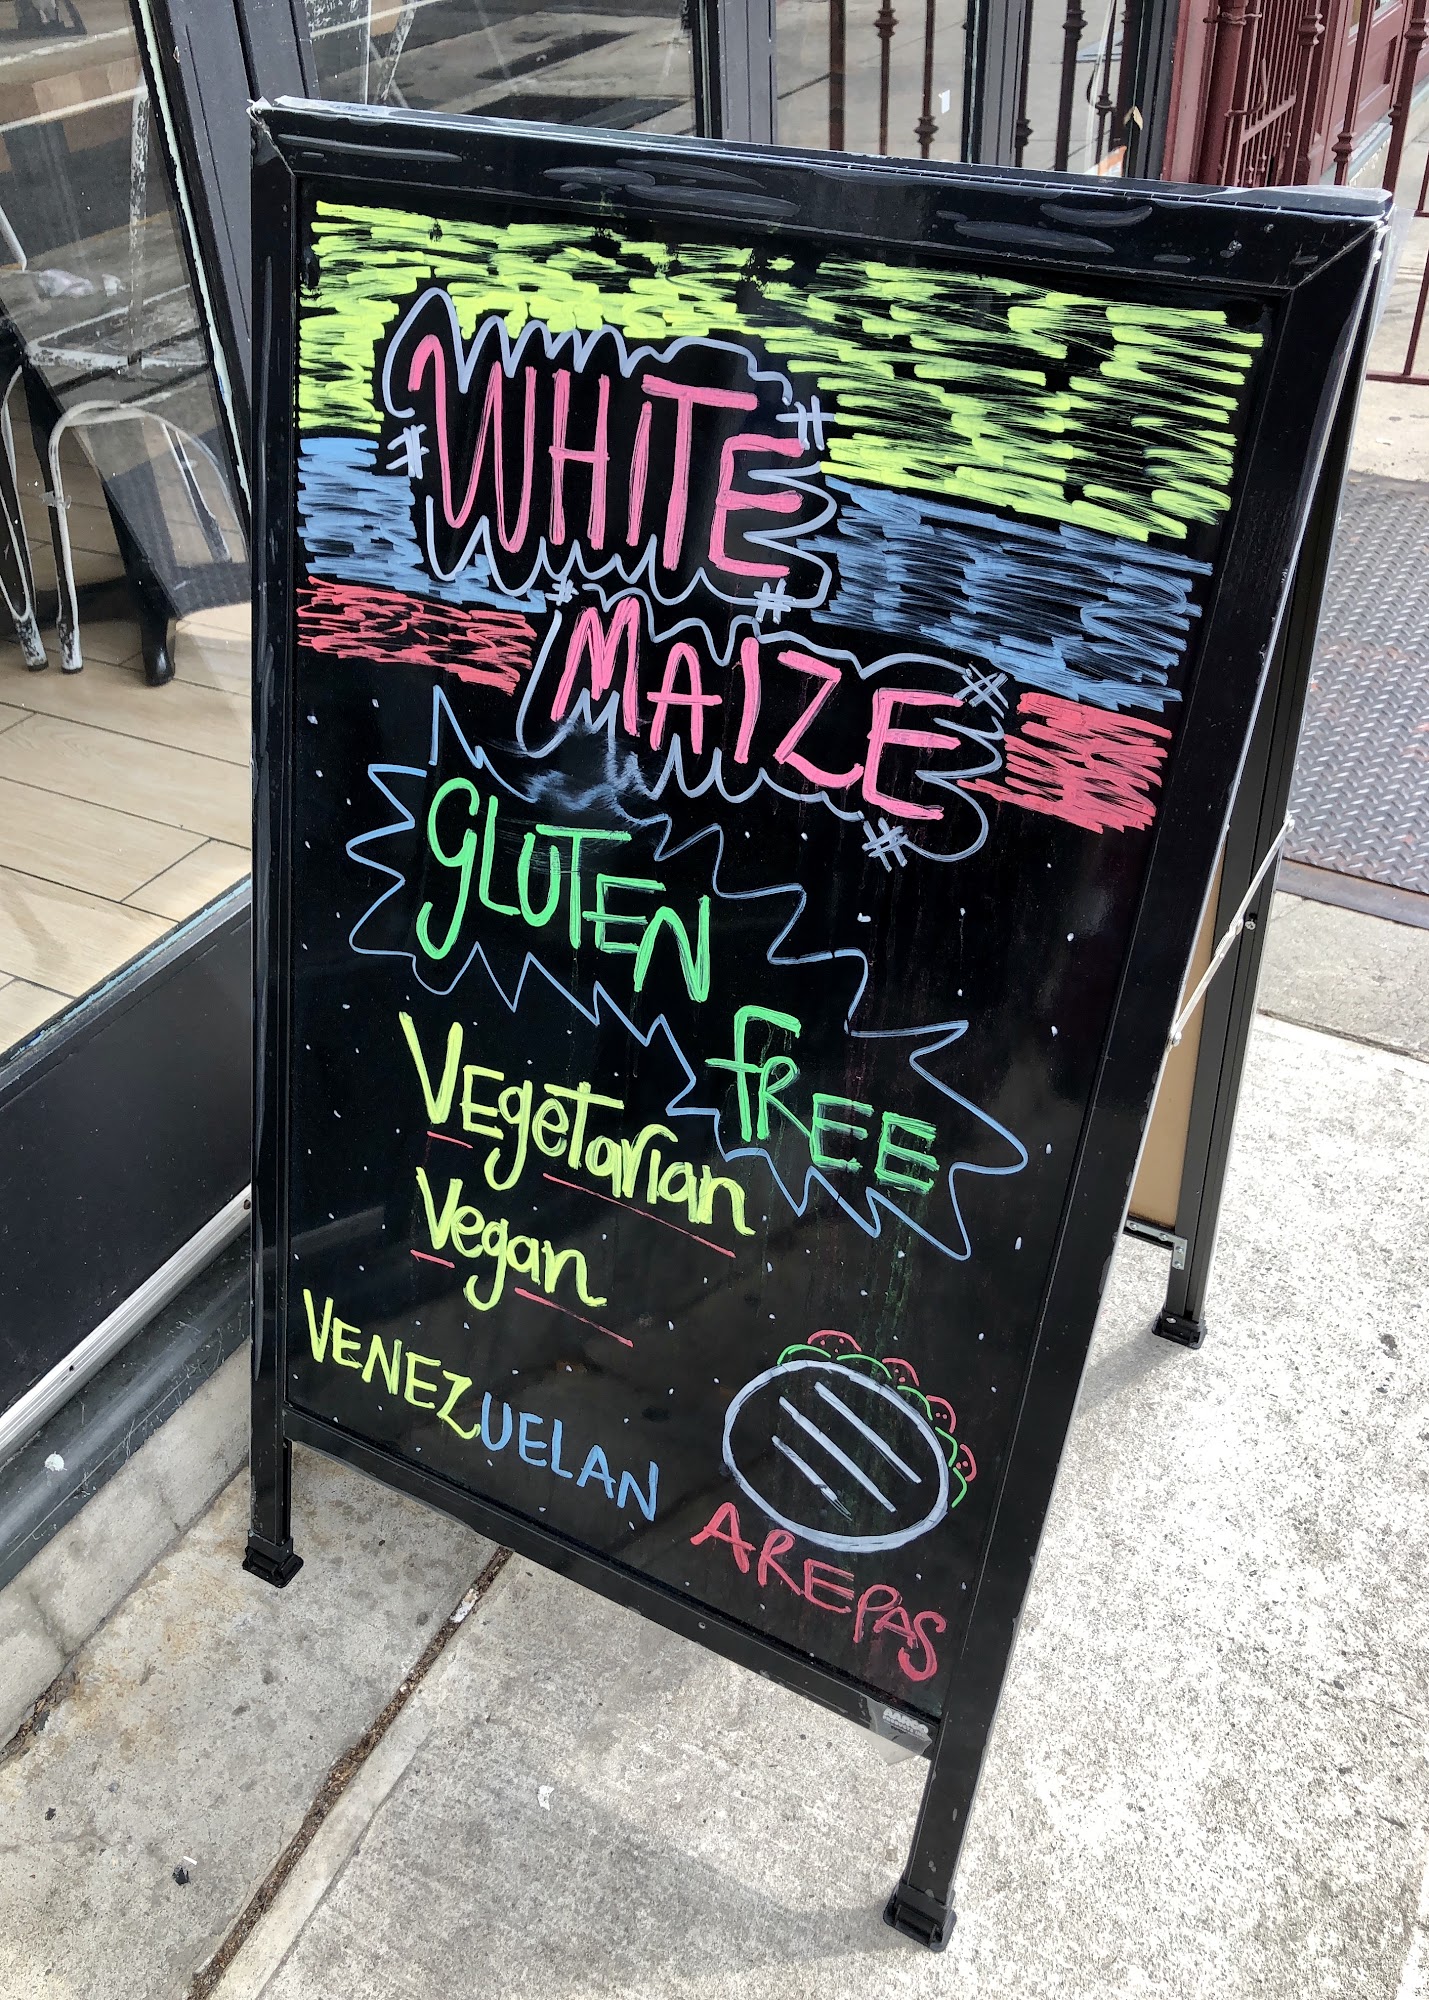 WHITE
MAIZE
GLUTEN
FREE
Vegetarian
Vegan
VENEZUELAN
AREPAS